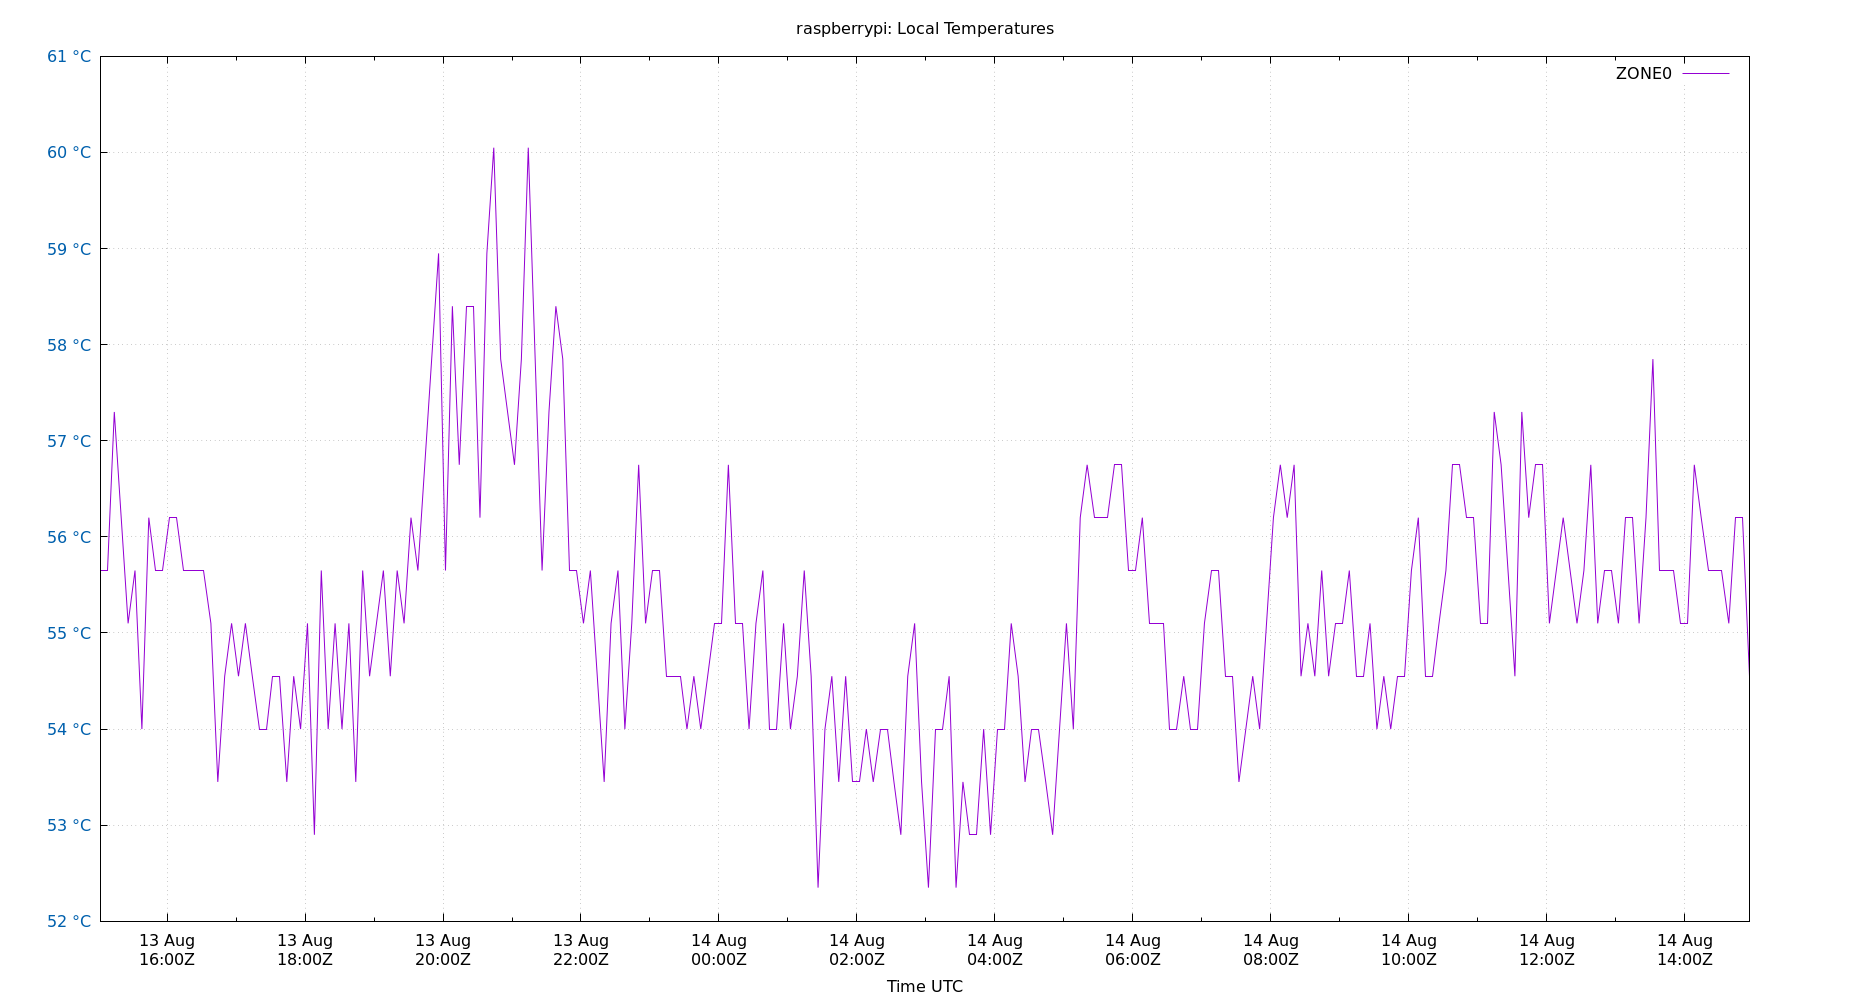 raspberrypi: Local Temperatures
61 °C
ZONE0
60 °C
59 °C
58 °C
57 °C
56 °C
55 °C
54 °C
53 °C
52 °C
13 Aug 13 Aug 13 Aug 13 Aug 14 Aug 14 Aug 14 Aug 14 Aug 14 Aug 14 Aug 14 Aug 14 Aug
16:00Z 18:00Z 20:00Z 22:00Z 00:00Z 02:00Z 04:00Z 06:00Z 08:00Z 10:00Z 12:00Z 14:00Z
Time UTC